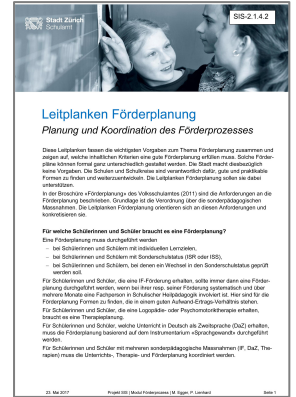 Stadt Zürich
Schulamt
SIS-2.1.4.2
Leitplanken Förderplanung
Planung und Koordination des Förderprozesses
Diese Leitplanken fassen die wichtigsten Vorgaben zum Thema Förderplanung zusammen und
zeigen auf, welche inhaltlichen Kriterien eine gute Förderplanung erfüllen muss. Solche Förder-
pläne können formal ganz unterschiedlich gestaltet werden. Die Stadt macht diesbezüglich
keine Vorgaben. Die Schulen und Schulkreise sind verantwortlich dafür, gute und praktikable
Formen zu finden und weiterzuentwickeln. Die Leitplanken Förderplanung sollen sie dabei
unterstützen.
In der Broschüre «Förderplanung» des Volksschulamtes (2011) sind die Anforderungen an die
Förderplanung beschrieben. Grundlage ist die Verordnung über die sonderpädagogischen
Massnahmen. Die Leitplanken Förderplanung orientieren sich an diesen Anforderungen und
konkretisieren sie.
Für welche Schülerinnen und Schüler braucht es eine Förderplanung?
Eine Förderplanung muss durchgeführt werden
– bei Schülerinnen und Schülern mit individuellen Lernzielen,
– bei Schülerinnen und Schülern mit Sonderschulstatus (ISR oder ISS),
– bei Schülerinnen und Schülern, bei denen ein Wechsel in den Sonderschulstatus geprüft
werden soll.
Für Schülerinnen und Schüler, die eine IF-Förderung erhalten, sollte immer dann eine Förder-
planung durchgeführt werden, wenn bei ihrer resp. seiner Förderung systematisch und über
mehrere Monate eine Fachperson in Schulischer Heilpädagogik involviert ist. Hier sind für die
Förderplanung Formen zu finden, die in einem guten Aufwand-Ertrags-Verhältnis stehen.
Für Schülerinnen und Schüler, die eine Logopädie- oder Psychomotoriktherapie erhalten,
braucht es eine Therapieplanung.
Für Schülerinnen und Schüler, welche Unterricht in Deutsch als Zweitsprache (DaZ) erhalten,
muss die Förderplanung basierend auf dem Instrumentarium «Sprachgewandt» durchgeführt
werden.
Für Schülerinnen und Schüler mit mehreren sonderpädagogische Massnahmen (IF, DaZ, The-
rapien) muss die Unterrichts-, Therapie- und Förderplanung koordiniert werden.
23. Mai 2017 Projekt SIS | Modul Förderprozess | M. Egger, P. Lienhard Seite 1